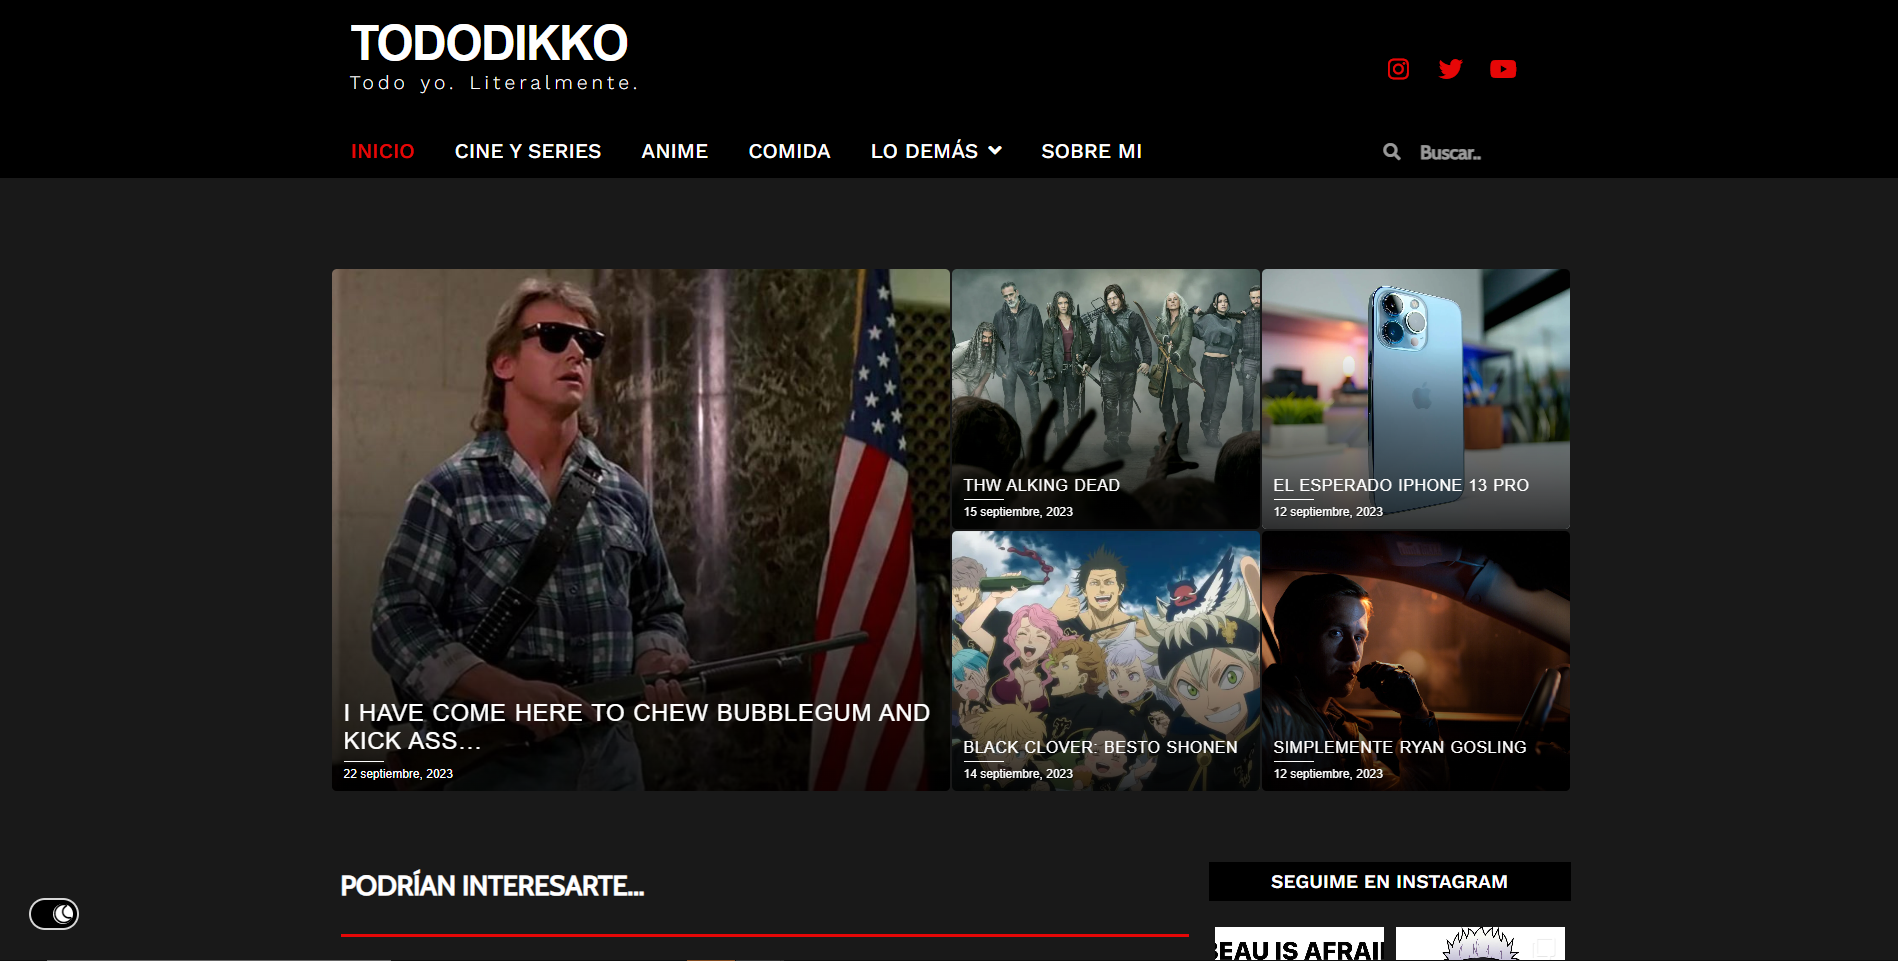 TODODIKKO
Todo yo. Literalmente.
INICIO
CINE Y SERIES
ANIME
COMIDA
LO DEMÁS
SOBRE MI
Buscar..
I HAVE COME HERE TO CHEW BUBBLEGUM AND
KICK ASS...
22 septiembre, 2023
THW ALKING DEAD
15 septiembre, 2023
EL ESPERADO IPHONE 13 PRO
12 septiembre, 2023
BLACK CLOVER: BESTO SHONEN
14 septiembre, 2023
SIMPLEMENTE RYAN GOSLING
12 septiembre, 2023
PODRÍAN INTERESARTE...
SEGUIME EN INSTAGRAM
BEAU IS AFRAI